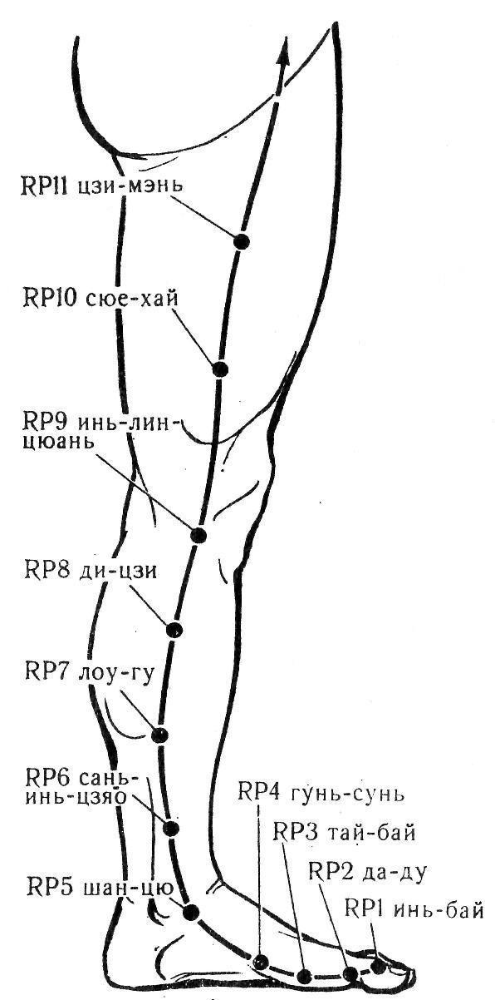 RP11 цзи-мэнь
RP10 сюе-хай
RP9 инь-лин-
цюань
RP8 ди-цзи
RP7 лоу-гу
RP6 сань-
инь-цзяо
RP4 гунь-сунь
RP3 тай-бай
RP2 да-ду
RP5 шан-цю
RP1 инь-бай